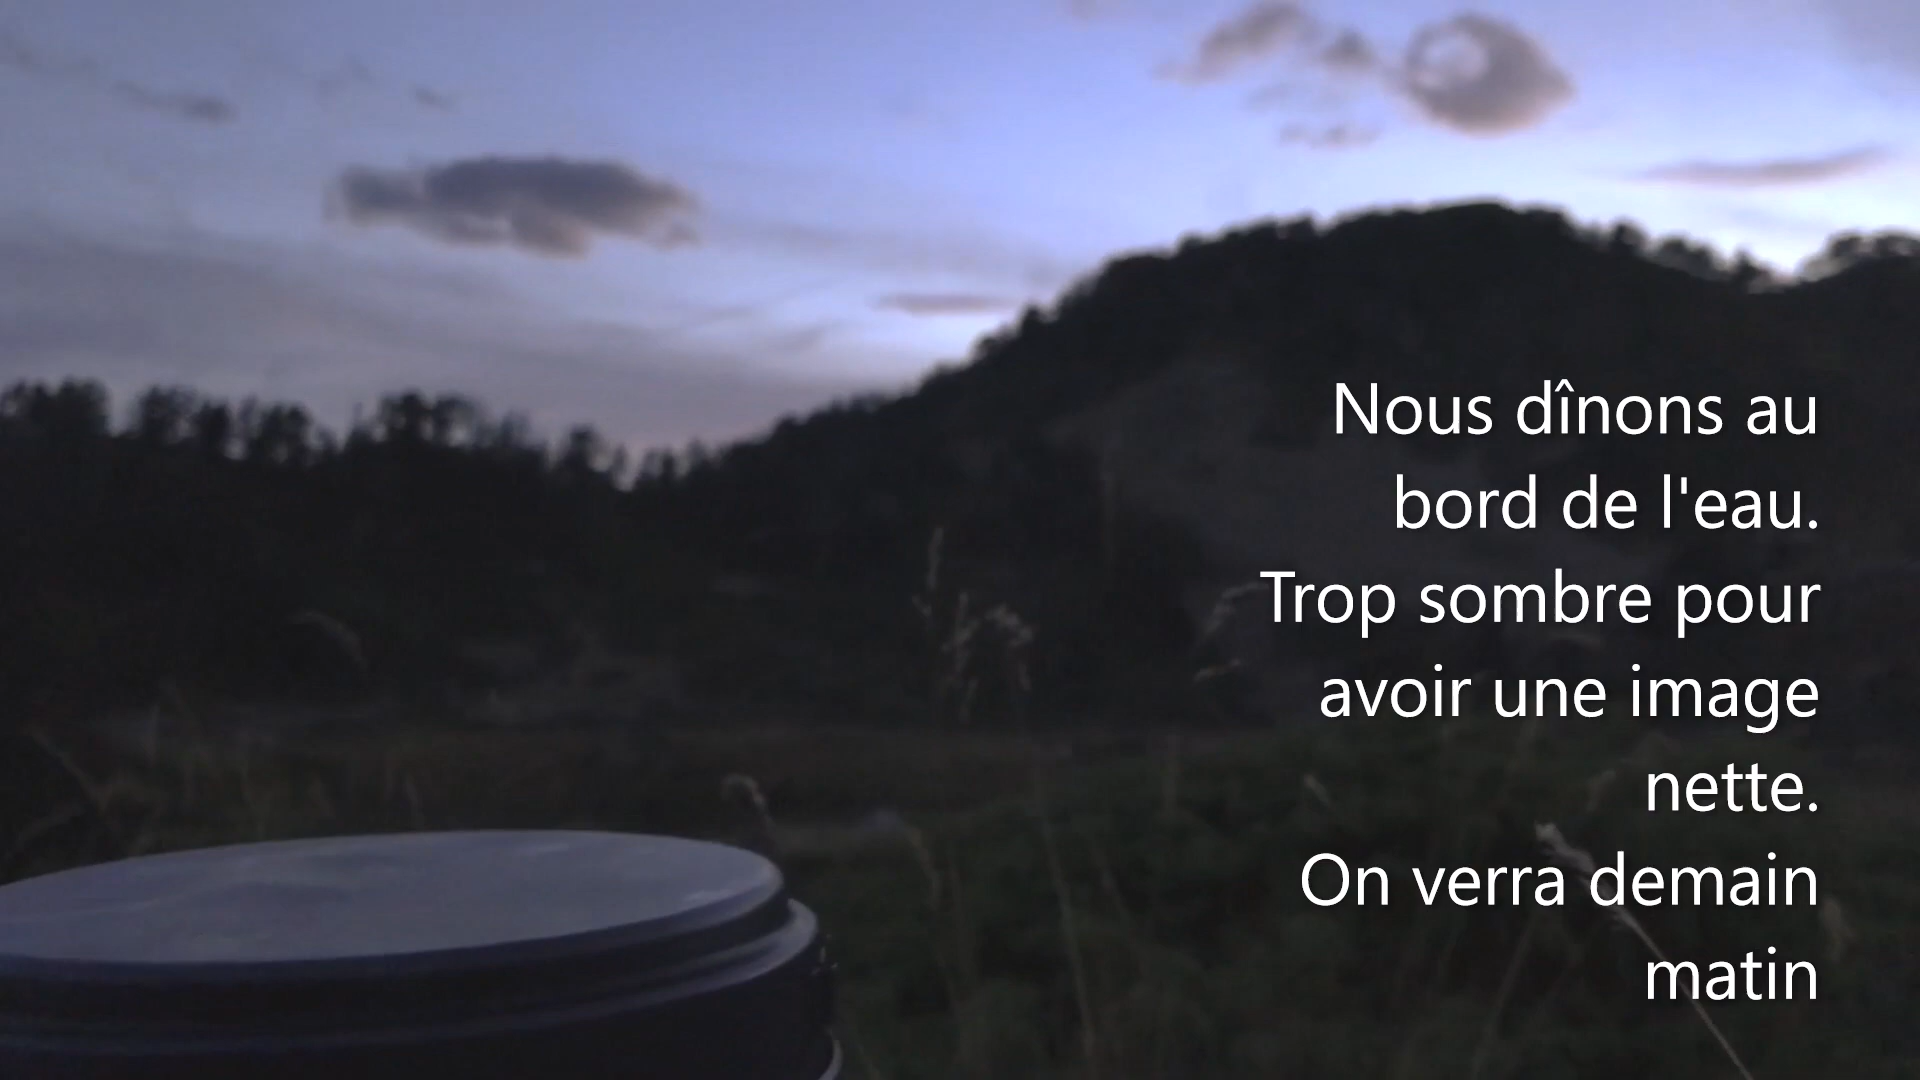 Nous dînons au
bord de l'eau.
Trop sombre pour
avoir une image
nette.
On verra demain
matin